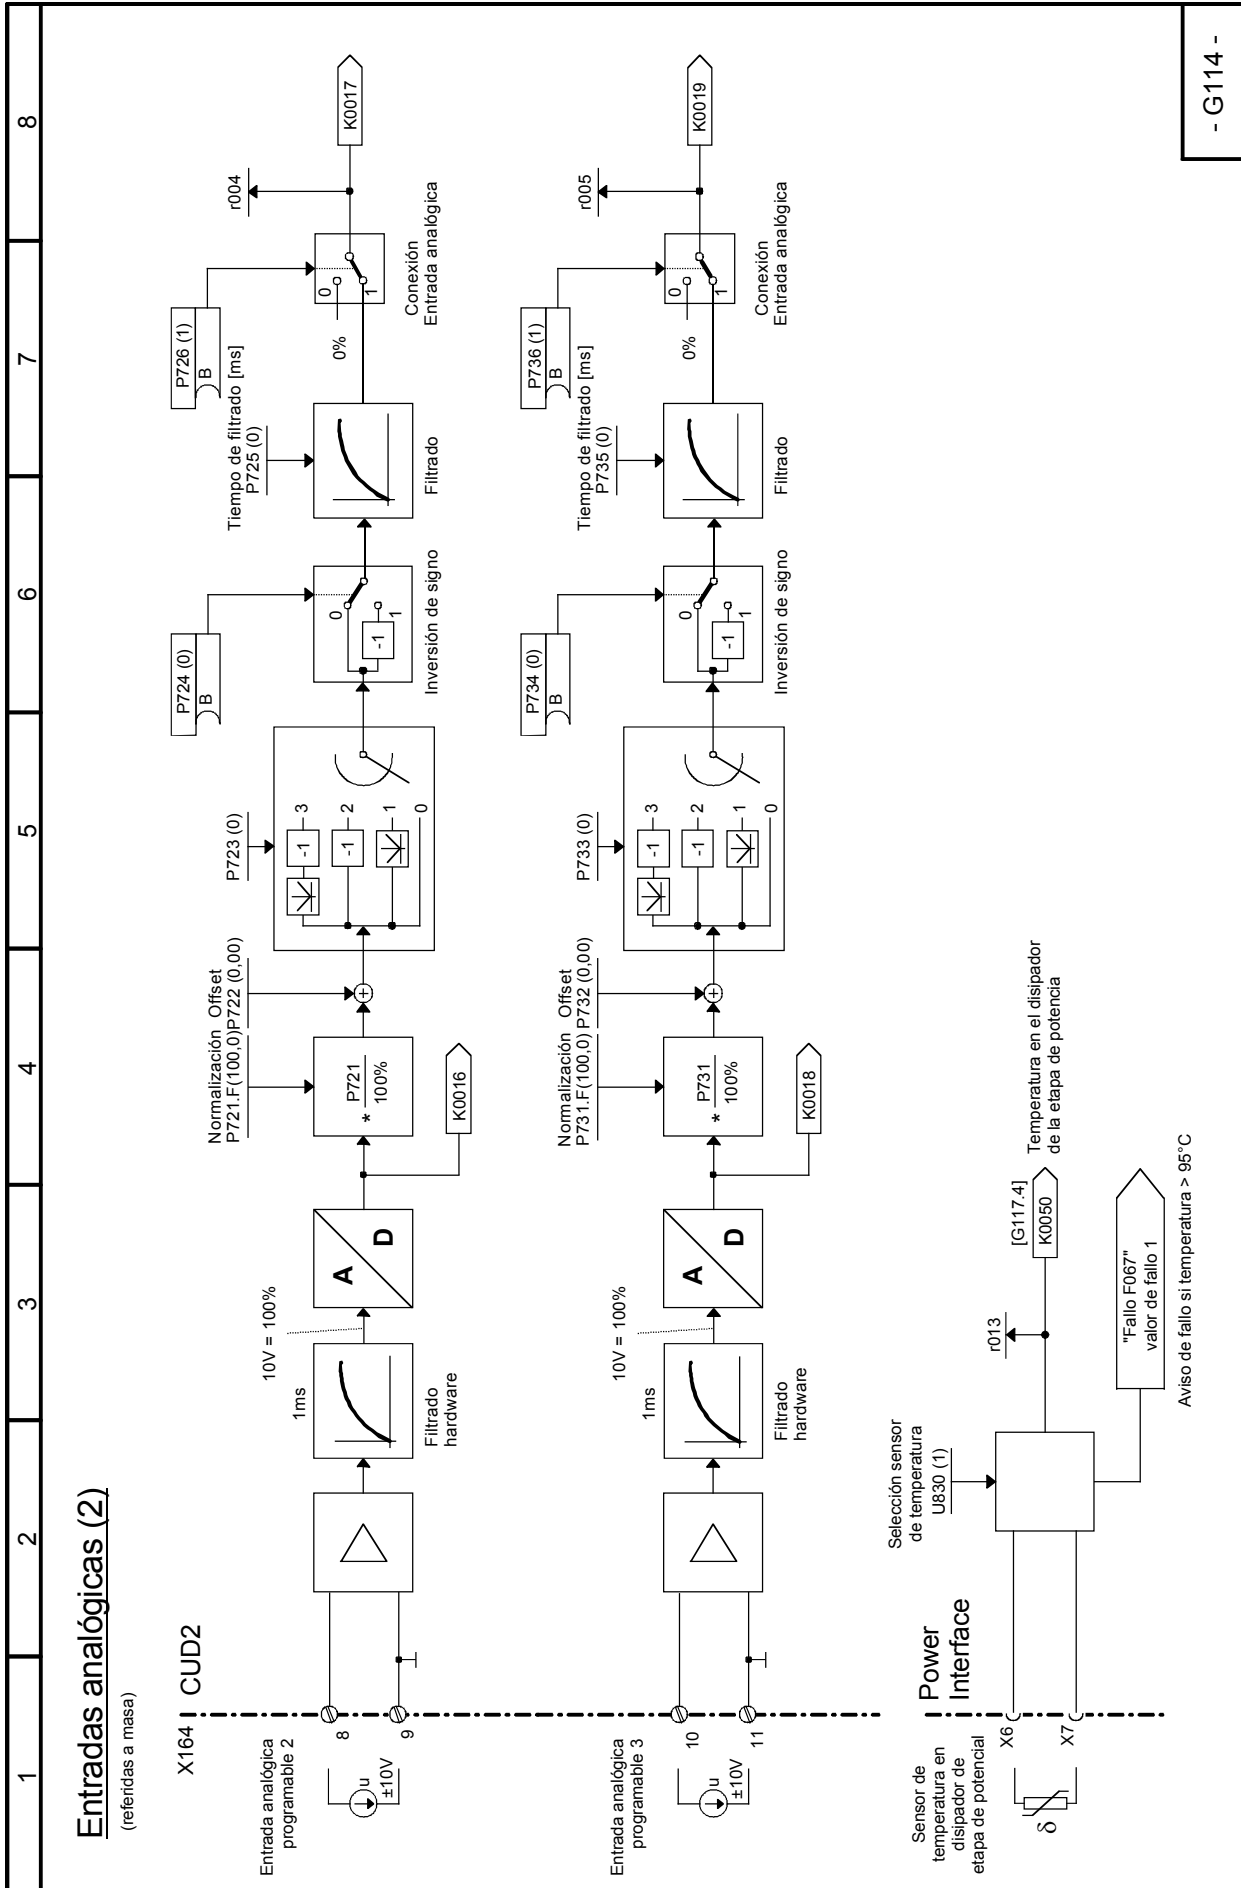 1 2 3 4 5 6 7 8
Entradas analógicas (2)
(referidas a masa)
X164 CUD2
Entrada analógica
programable 2
8
9
u
±10V
1ms
Filtrado
hardware
10V = 100%
A
D
K0016
Normalización
P721.F(100,0)
Offset
P722 (0,00)
*
P721
100%
+
P723 (0)
-1 3
-1 2
1
0
P724 (0)
B
0
-1
1
Inversión de signo
Tiempo de filtrado [ms]
P725 (0)
Filtrado
P726 (1)
B
0%
0
1
Conexión
Entrada analógica
r004
K0017
Entrada analógica
programable 3
10
11
u
±10V
1ms
Filtrado
hardware
10V = 100%
A
D
K0018
Normalización
P731.F(100,0)
Offset
P732 (0,00)
*
P731
100%
+
P733 (0)
-1 3
-1 2
1
0
P734 (0)
B
0
-1
1
Inversión de signo
Tiempo de filtrado [ms]
P735 (0)
Filtrado
P736 (1)
B
0%
0
1
Conexión
Entrada analógica
r005
K0019
Sensor de
temperatura en
disipador de
etapa de potencial
δ
X6
X7
Power
Interface
Selección sensor
de temperatura
U830 (1)
r013
[G117.4]
K0050
Temperatura en el disipador
de la etapa de potencia
"Fallo F067"
valor de fallo 1
Aviso de fallo si temperatura > 95°C
- G114 -